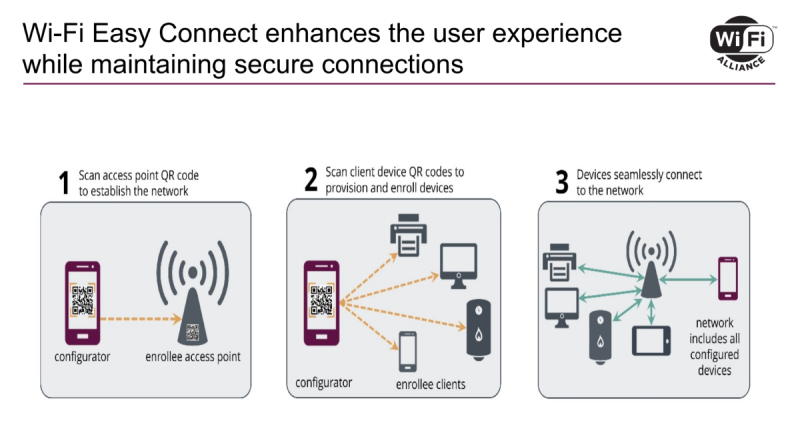 Wi-Fi Easy Connect enhances the user experience
while maintaining secure connections
Wi Fi
ALLIANCE
1 Scan access point QR code
to establish the network
configurator
enrollee access point
2 Scan client device QR codes to
provision and enroll devices
configurator
enrollee clients
3 Devices seamlessly connect
to the network
network
includes all
configured
devices